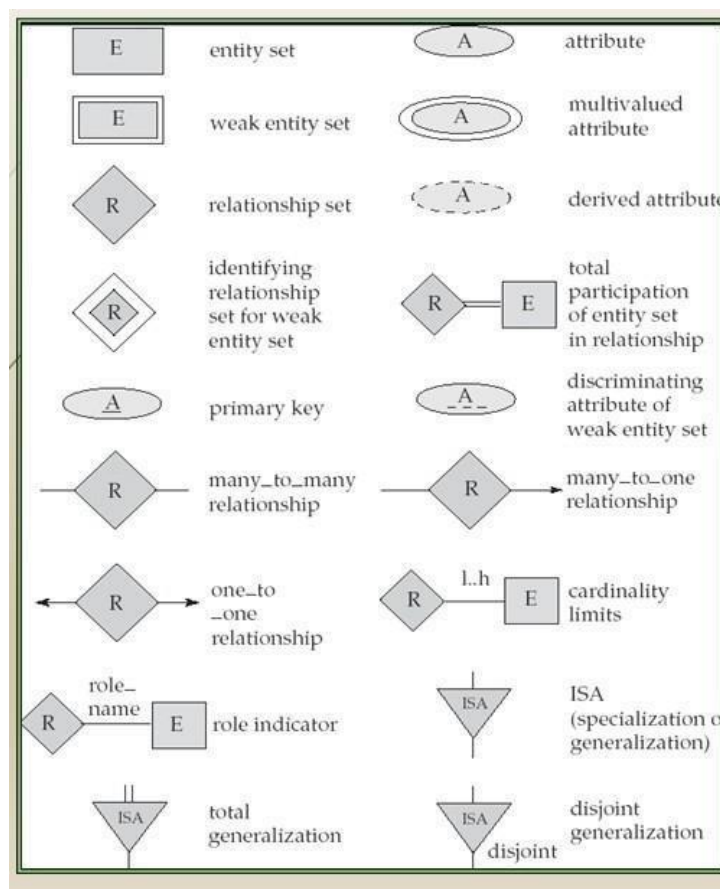 E
entity set
A
attribute
E
weak entity set
A
multivalued
attribute
R
relationship set
A
derived attribute
R
identifying
relationship
set for weak
entity set
R
E
total
participation
of entity set
in relationship
A
primary key
A
discriminating
attribute of
weak entity set
R
many_to_many
relationship
R
many_to_one
relationship
R
one_to
_one
relationship
R
l..h
E
cardinality
limits
R
role_
name
E
role indicator
ISA
ISA
(specialization o
generalization)
ISA
total
generalization
ISA
disjoint
disjoint
generalization